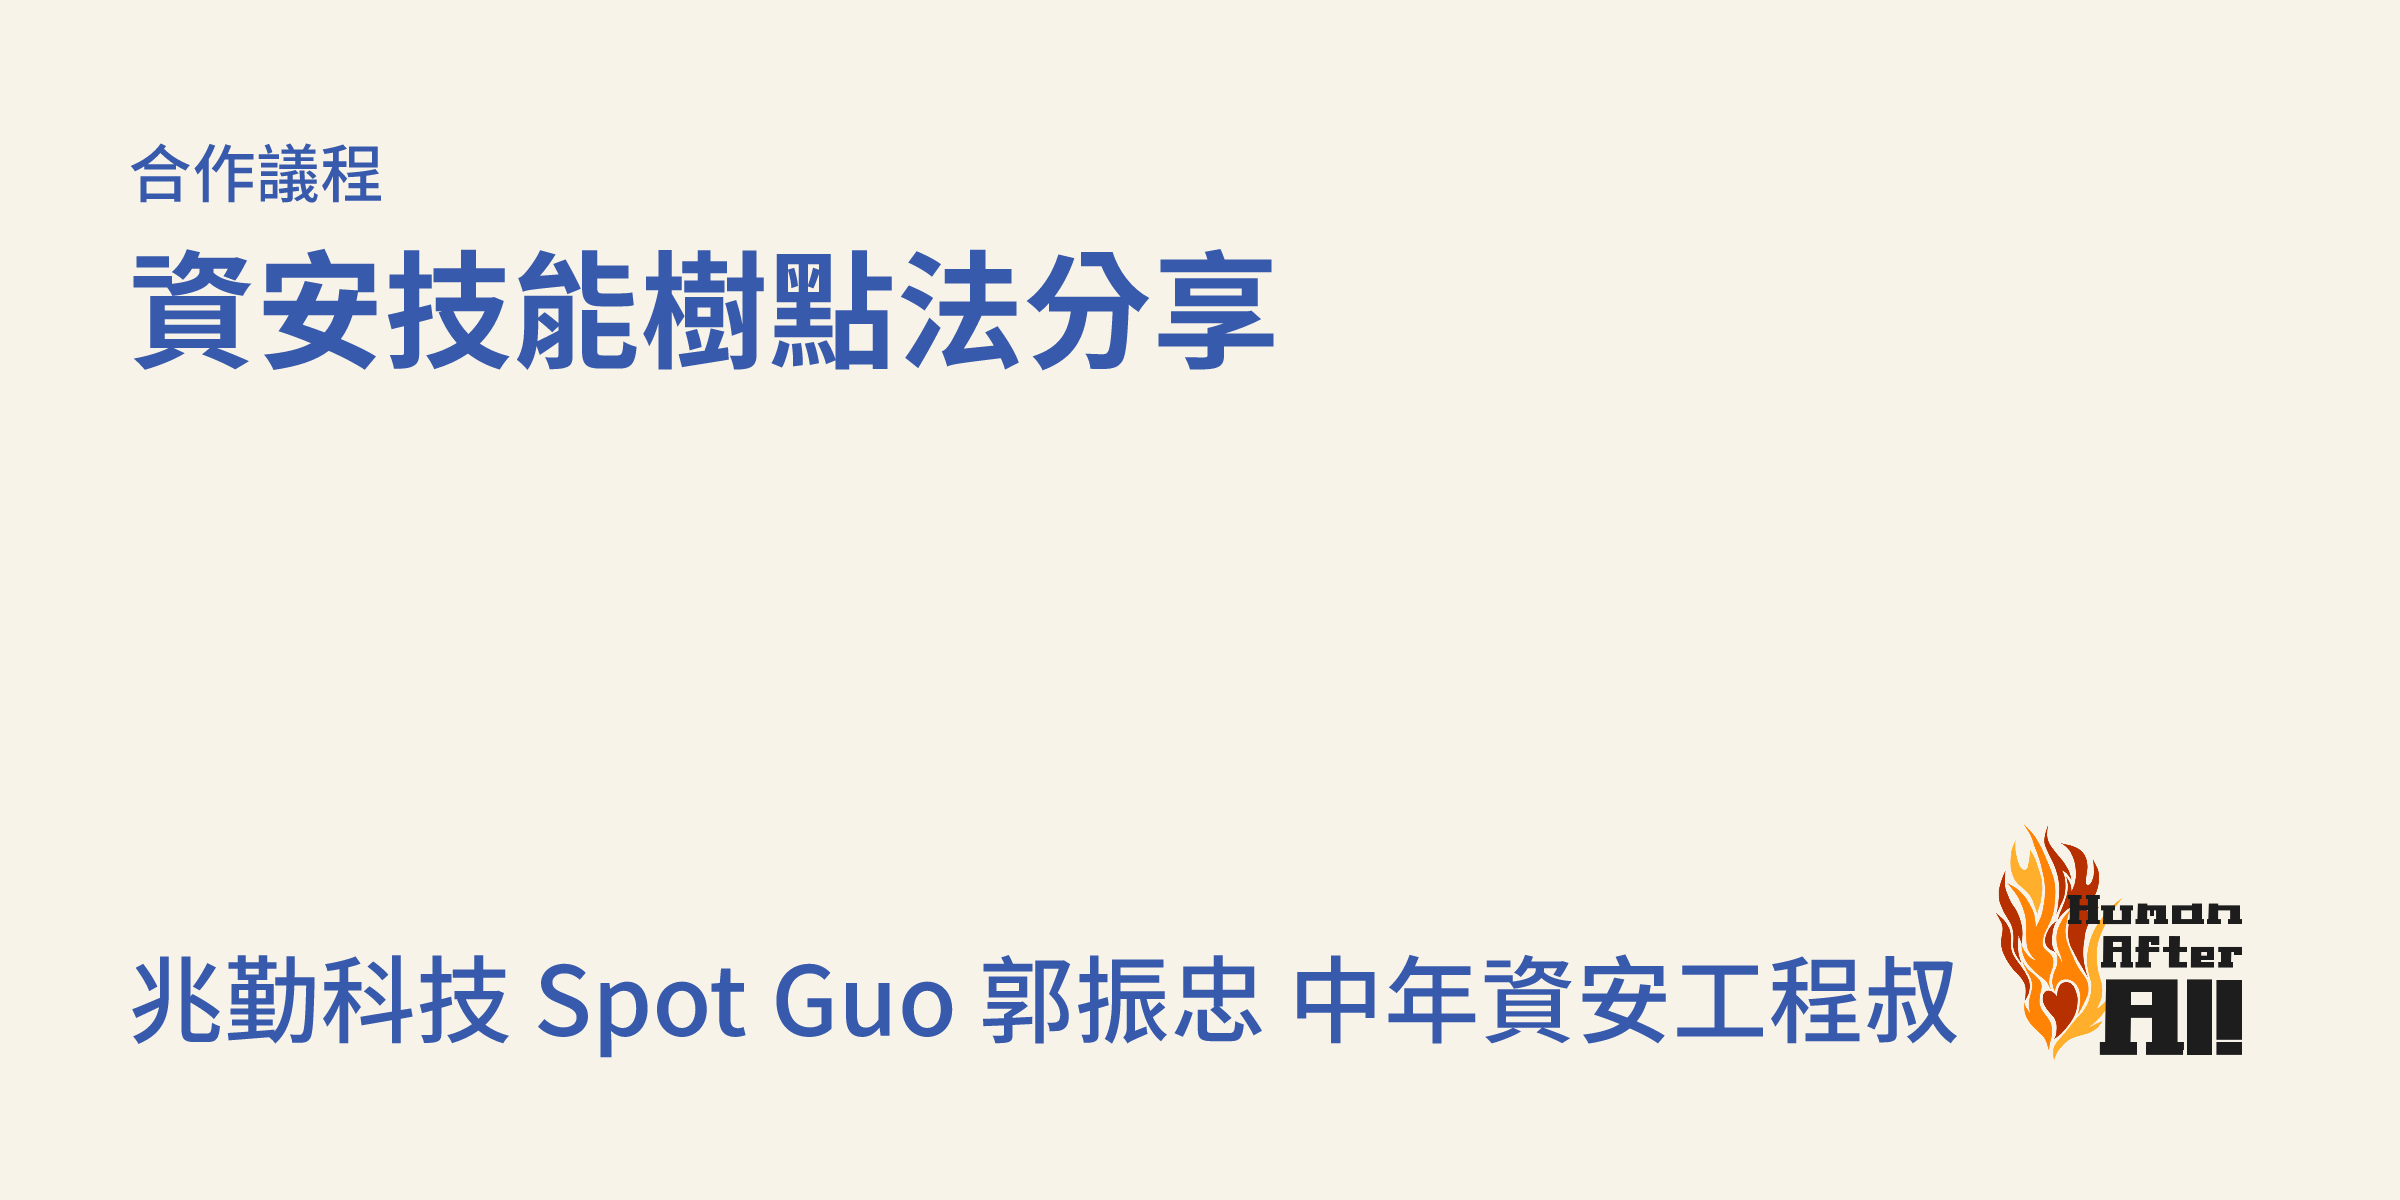 合作議程
資安技能樹點法分享
兆勤科技 Spot Guo 郭振忠 中年資安工程叔
Human
After
All!